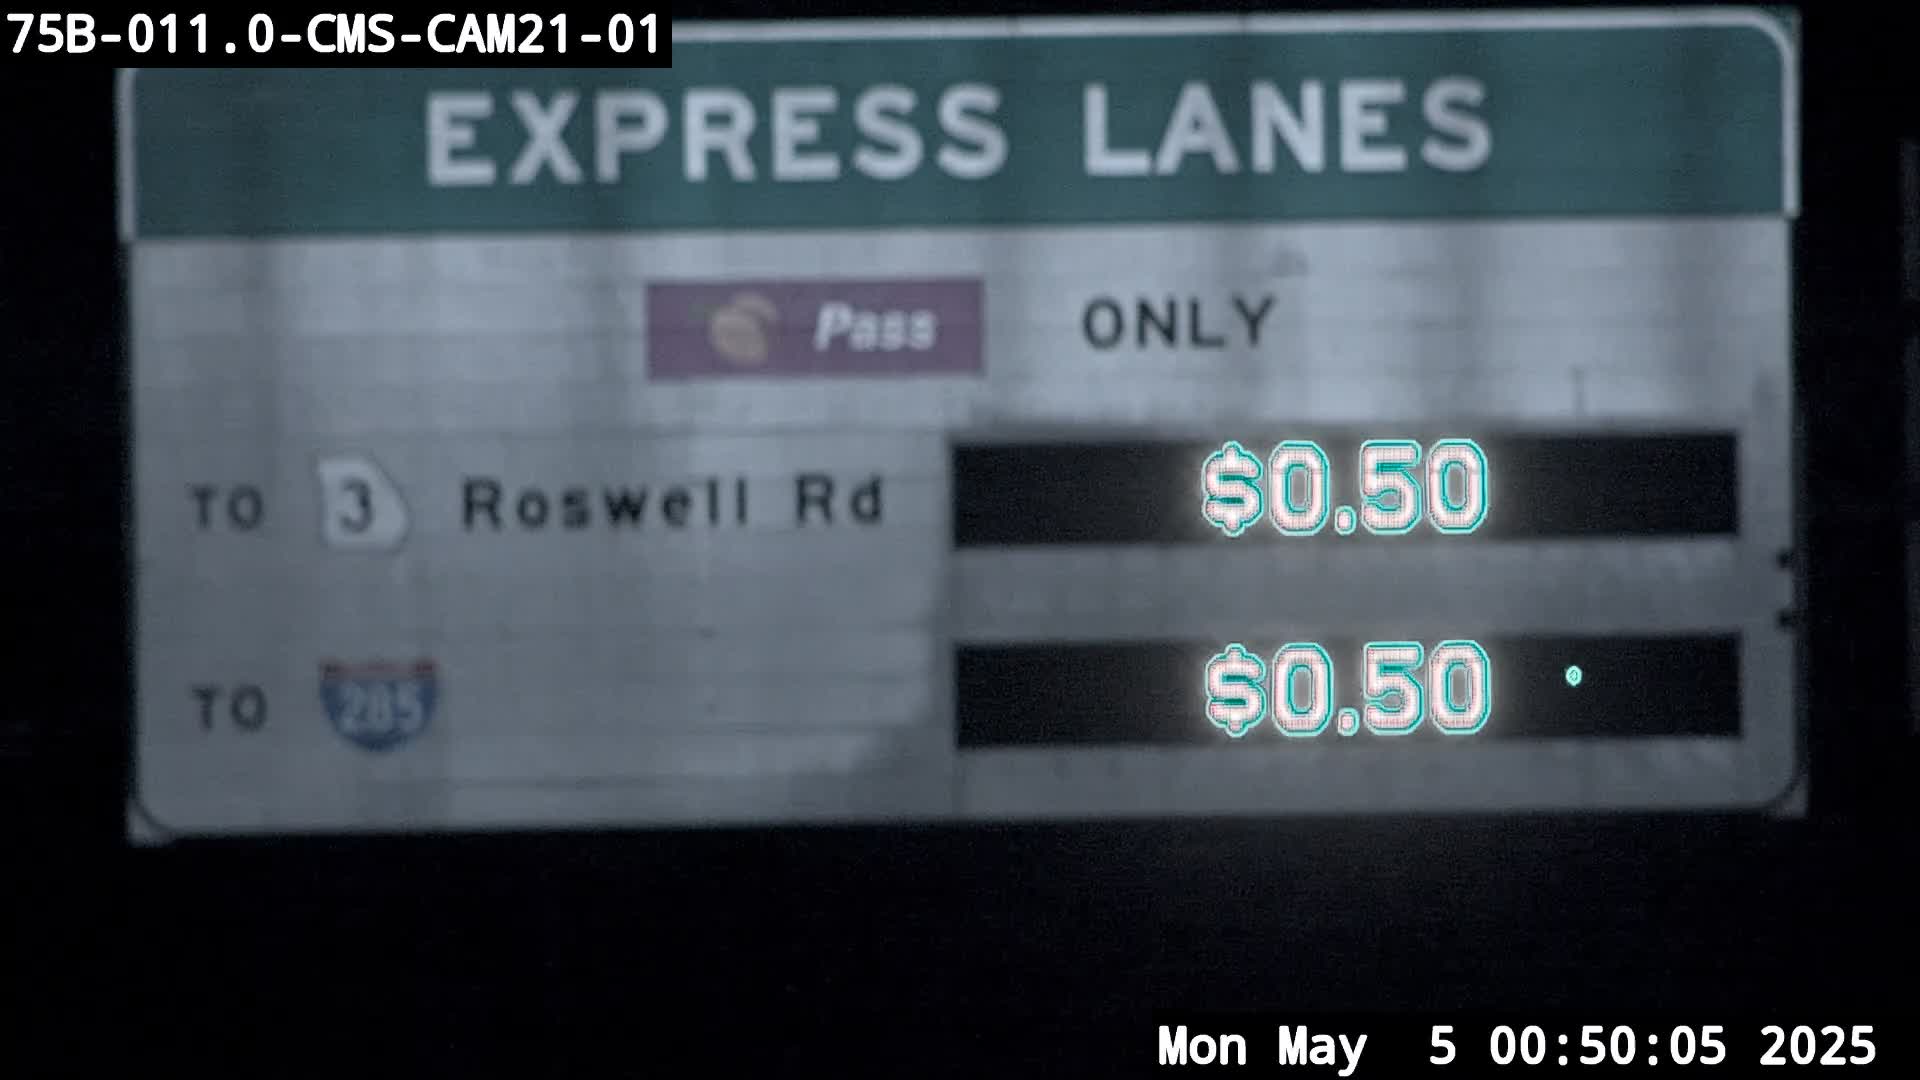 75B-011.0-CMS-CAM21-01
EXPRESS LANES
Pass ONLY
TO 3 Roswell Rd $0.50
TO 285 $0.50
Mon May 5 00:50:05 2025